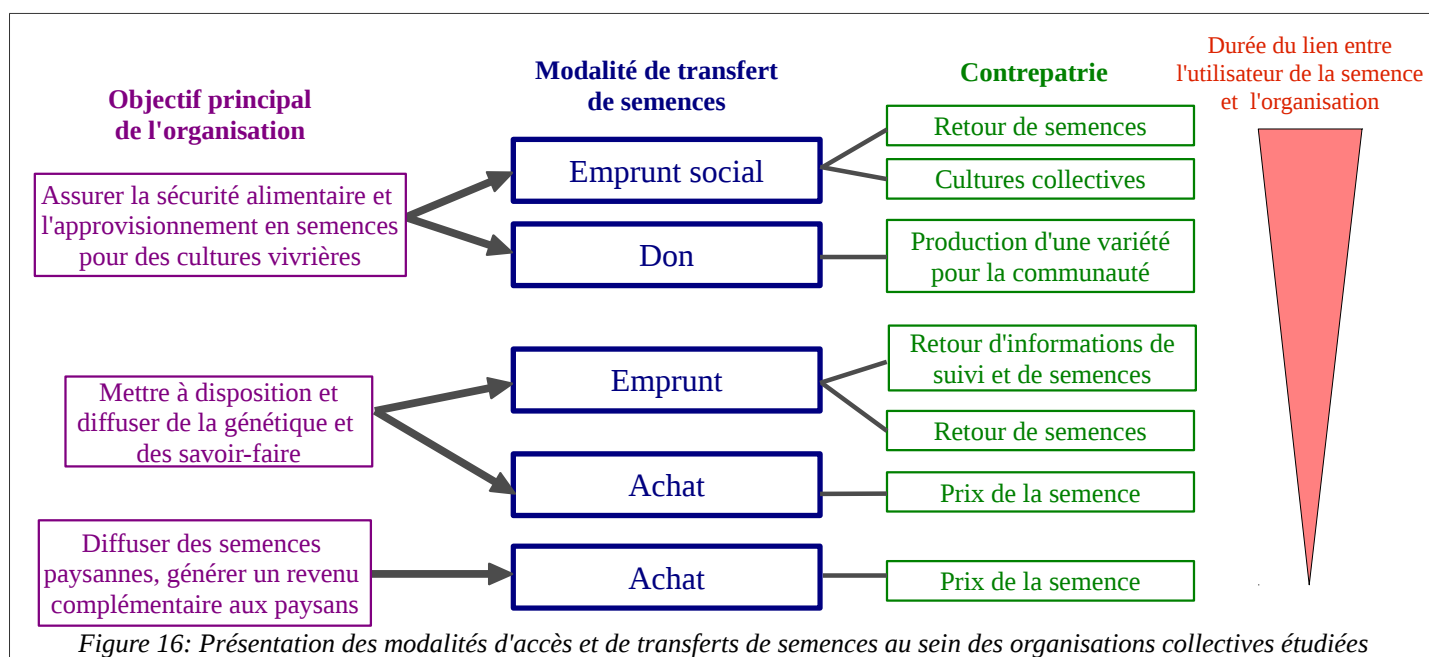 Objectif principal
de l'organisation
Modalité de transfert
de semences
Contrepatrie
Durée du lien entre
l'utilisateur de la semence
et l'organisation
Assurer la sécurité alimentaire et
l'approvisionnement en semences
pour des cultures vivrières
Emprunt social
Retour de semences
Cultures collectives
Don
Production d'une variété
pour la communauté
Mettre à disposition et
diffuser de la génétique et
des savoir-faire
Emprunt
Retour d'informations de
suivi et de semences
Retour de semences
Achat
Prix de la semence
Diffuser des semences
paysannes, générer un revenu
complémentaire aux paysans
Achat
Prix de la semence
Figure 16: Présentation des modalités d'accès et de transferts de semences au sein des organisations collectives étudiées